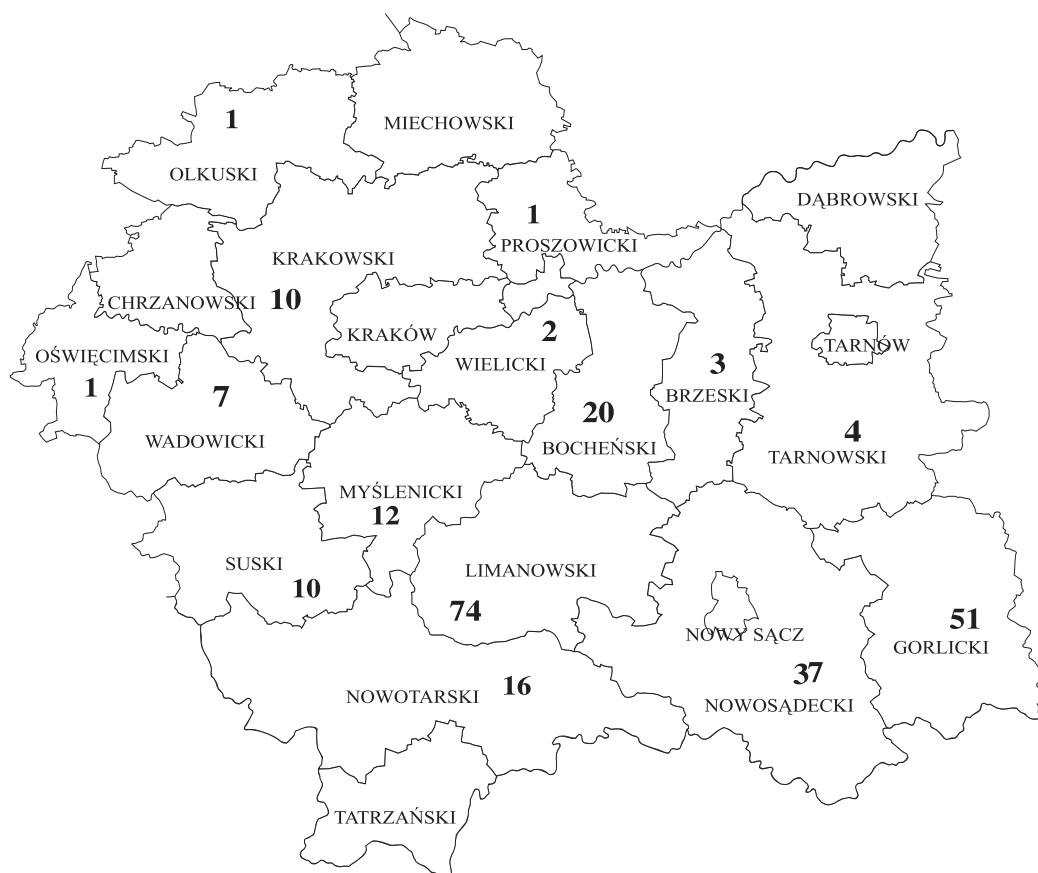 1
MIECHOWSKI
OLKUSKI
DĄBROWSKI
1
PROSZOWICKI
KRAKOWSKI
10
CHRZANOWSKI
KRAKÓW
2
WIELICKI
TARNÓW
OŚWIĘCIMSKI
1
7
WADOWICKI
3
BRZESKI
20
BOCHEŃSKI
4
TARNOWSKI
MYŚLENICKI
12
SUSKI
10
LIMANOWSKI
74
NOWY SĄCZ
51
GORLICKI
37
NOWOSĄDECKI
NOWOTARSKI 16
TATRZAŃSKI